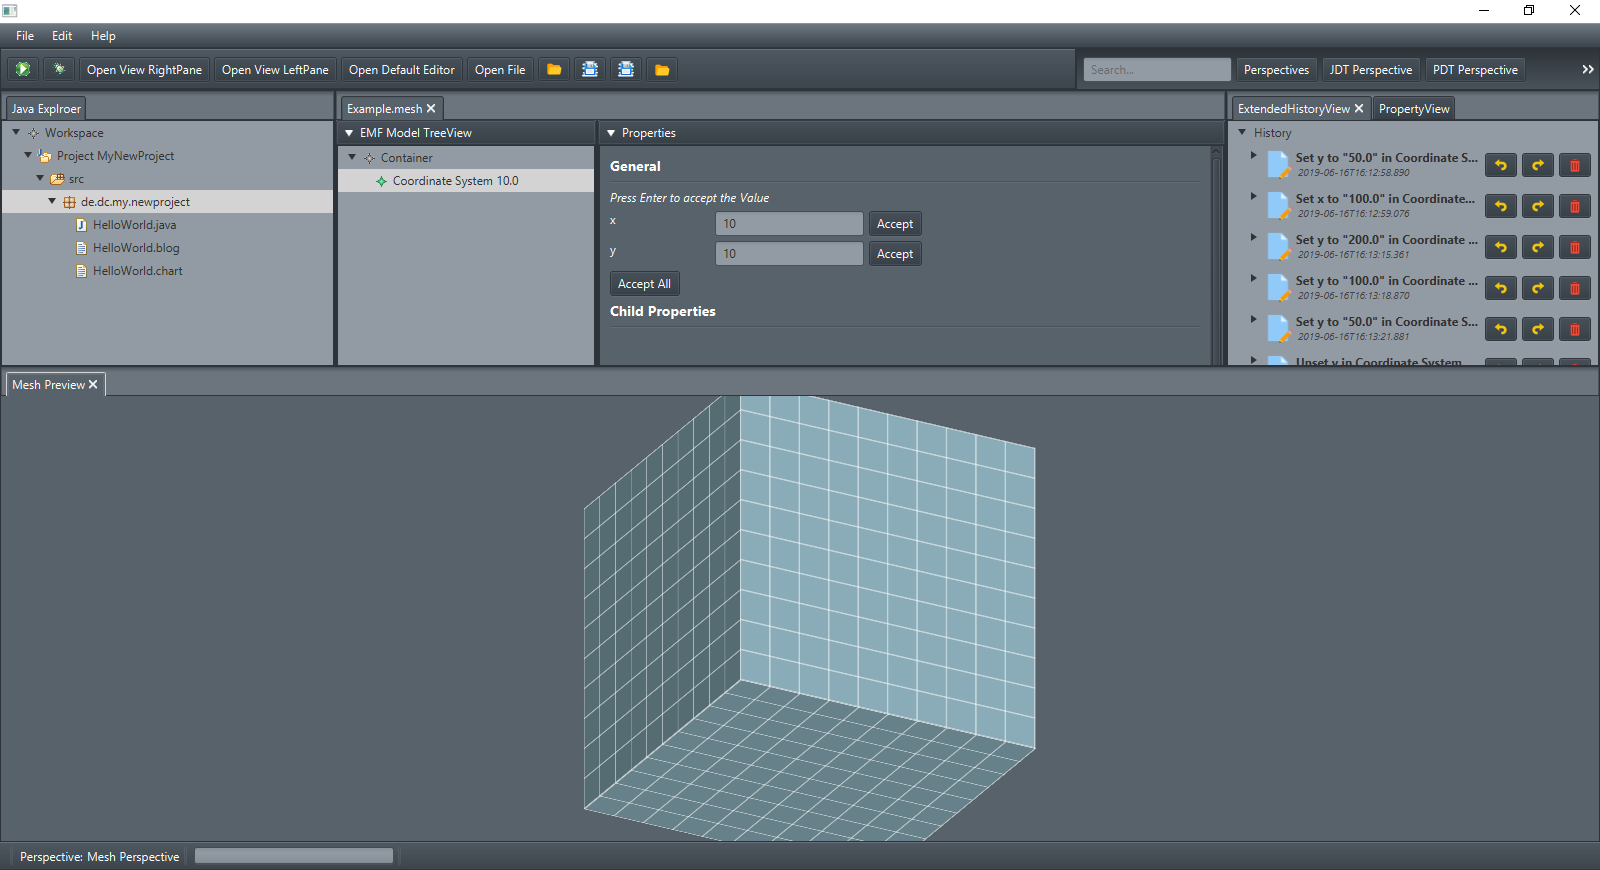 File Edit Help
Open View RightPane Open View LeftPane Open Default Editor Open File Search... Perspectives JDT Perspective PDT Perspective
Java Explroer
Workspace
Project MyNewProject
src
de.dc.my.newproject
HelloWorld.java
HelloWorld.blog
HelloWorld.chart
Example.mesh
EMF Model TreeView
Container
Coordinate System 10.0
Properties
General
Press Enter to accept the Value
x 10 Accept
y 10 Accept
Accept All
Child Properties
ExtendedHistoryView PropertyView
History
Set y to "50.0" in Coordinate S...
2019-06-16T16:12:58.890
Set x to "100.0" in Coordinate...
2019-06-16T16:12:59.076
Set y to "200.0" in Coordinate ...
2019-06-16T16:13:15.361
Set y to "100.0" in Coordinate ...
2019-06-16T16:13:18.870
Set y to "50.0" in Coordinate S...
2019-06-16T16:13:21.881
Unset y in Coordinate System
Mesh Preview
Perspective: Mesh Perspective